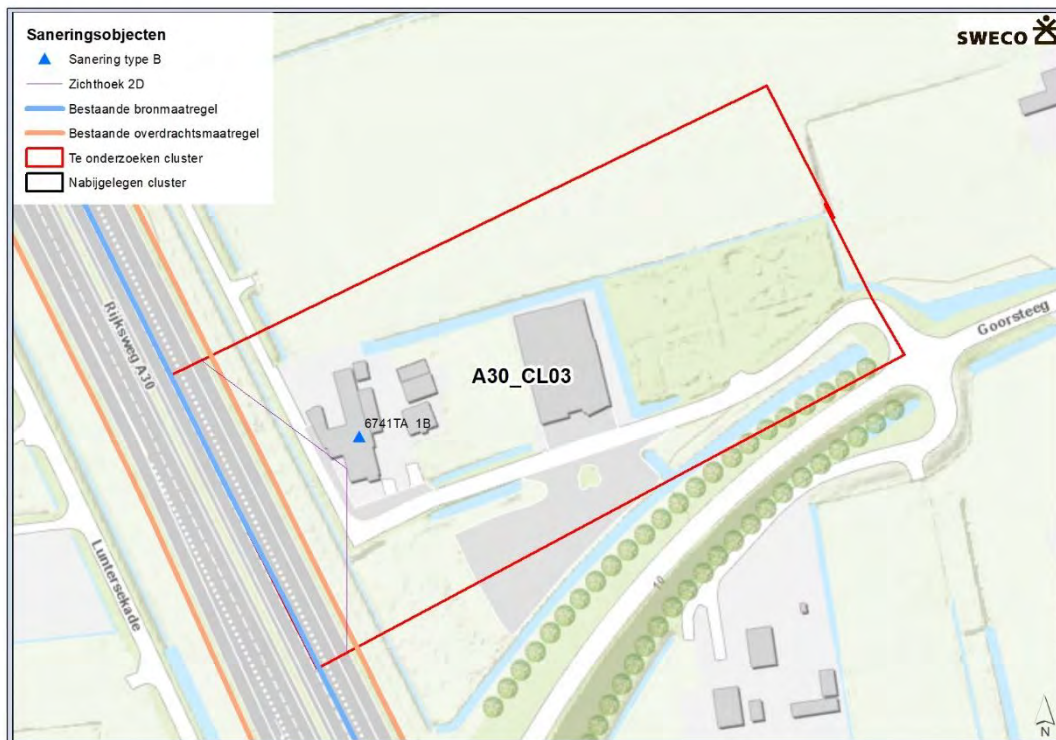 Saneringsobjecten
Sanering type B
Zichthoek 2D
Bestaande bronmaatregel
Bestaande overdrachtsmaatregel
Te onderzoeken cluster
Nabijgelegen cluster
SWECO
Rijksweg A30
Goorsteeg
A30_CL03
6741TA 1B
Luntersekade
10
N